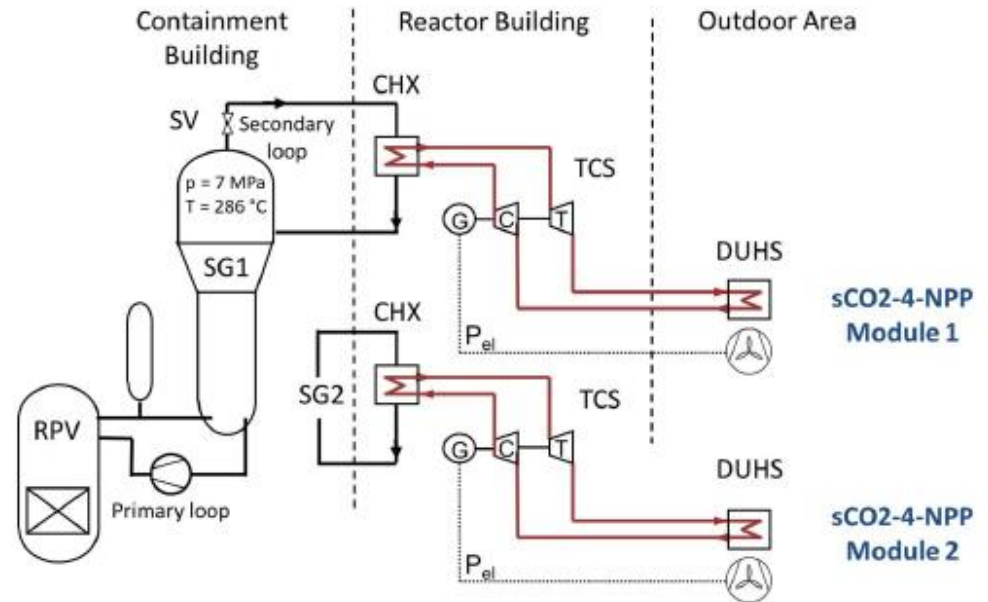 Containment
Building
Reactor Building
Outdoor Area
CHX
SV
Secondary
loop
p = 7 MPa
T = 286 °C
TCS
G
C
T
SG1
DUHS
sCO2-4-NPP
Module 1
CHX
Pel
SG2
TCS
RPV
G
C
T
DUHS
Primary loop
sCO2-4-NPP
Module 2
Pel